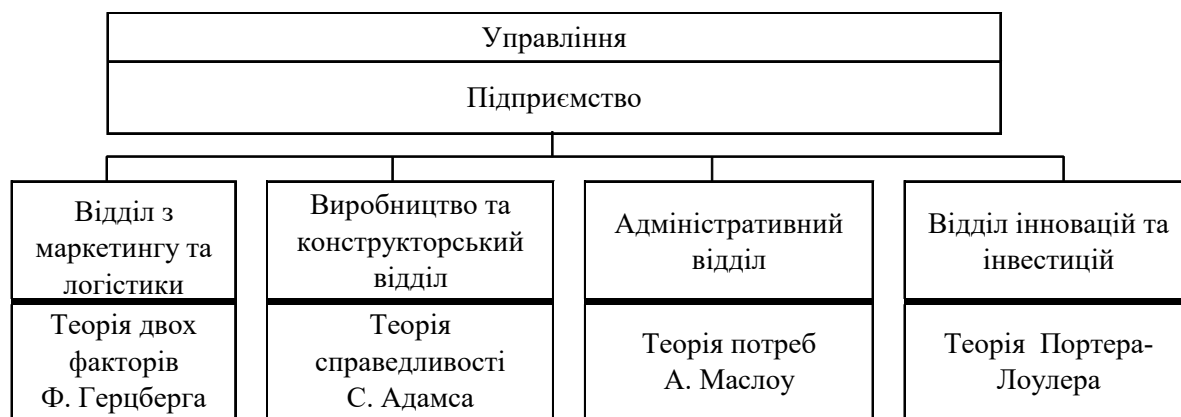 Управління
Підприємство
Відділ з
маркетингу та
логістики
Виробництво та
конструкторський
відділ
Адміністративний
відділ
Відділ інновацій та
інвестицій
Теорія двох
факторів
Ф. Герцберга
Теорія
справедливості
С. Адамса
Теорія потреб
А. Маслоу
Теорія Портера-
Лоулера